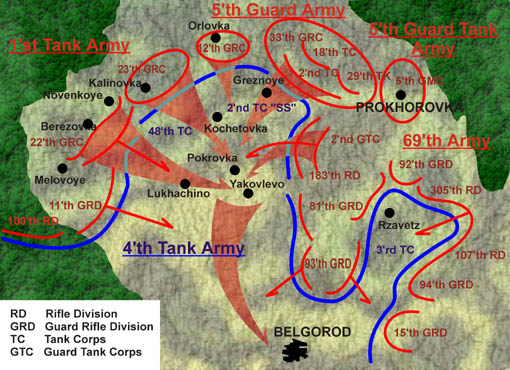 5'th Guard Army
Orlovka
1'st Tank Army
12'th GRC
33'th GRC
18'th TC
5'th Guard Tank
Army
23'th GRC
Kalinovka
2'nd TG
29'th TK
5'th GMC
Novenkoye
Greznoye
2'nd TC "SS"
PROKHOROVKA
Berezovka
48'th TC
Kochetovka
22'th GRC
2'nd GTC
69'th Army
Pokrovka
92'th GRD
Melovoye
183'th RD
305'th RD
Lukhachino
Yakovlevo
11'th GRD
81'th GRD
100'th RD
Rzavetz
4'th Tank Army
3'rd TC
107'th RD
93'th GRD
94'th GRD
RD Rifle Division
GRD Guard Rifle Division
TC Tank Corps
GTC Guard Tank Corps
BELGOROD
15'th GRD